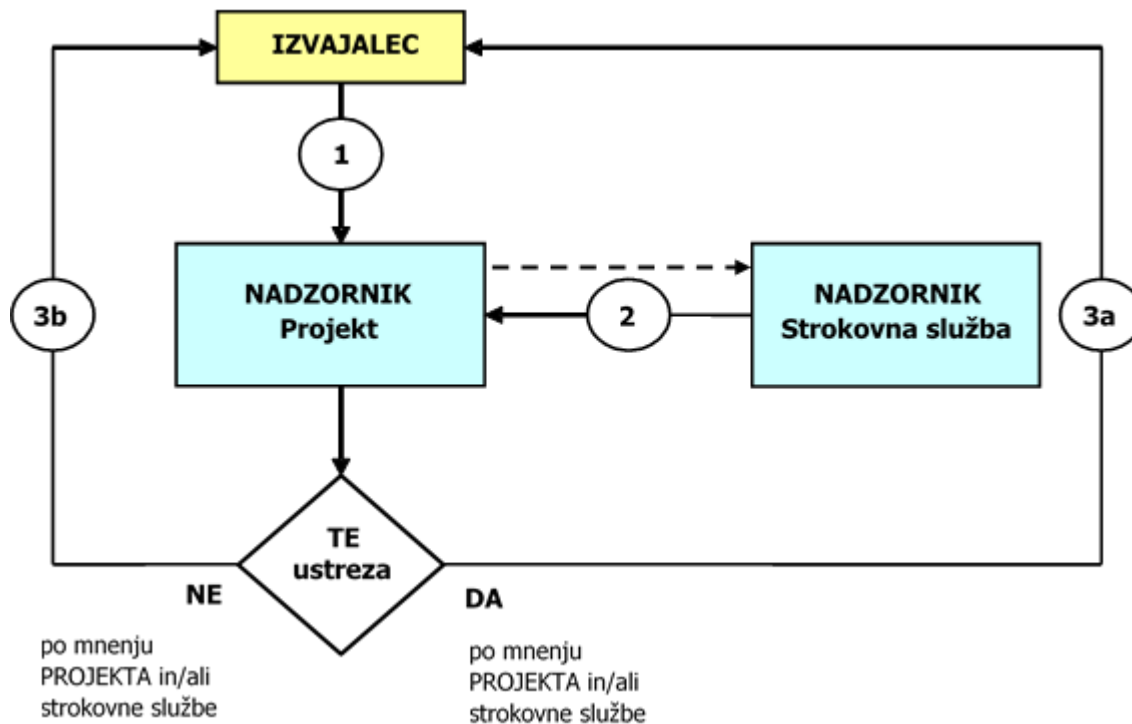 IZVAJALEC
1
NADZORNIK
Projekt
2
NADZORNIK
Strokovna služba
3b
3a
TE
ustreza
NE
DA
po mnenju
PROJEKTA in/ali
strokovne službe
po mnenju
PROJEKTA in/ali
strokovne službe